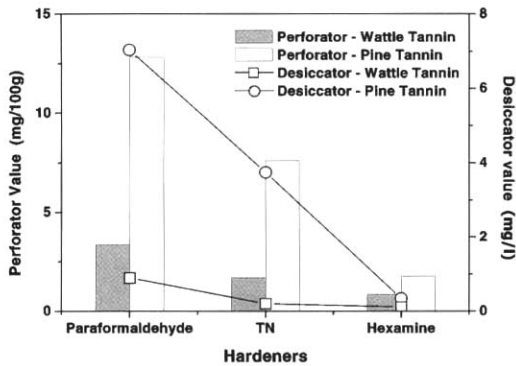 Perforator - Wattle Tannin
Perforator - Pine Tannin
Desiccator - Wattle Tannin
Desiccator - Pine Tannin
Perforator Value (mg/100g)
15
10
5
0
Desiccator value (mg/l)
8
6
4
2
0
Paraformaldehyde TN Hexamine
Hardeners